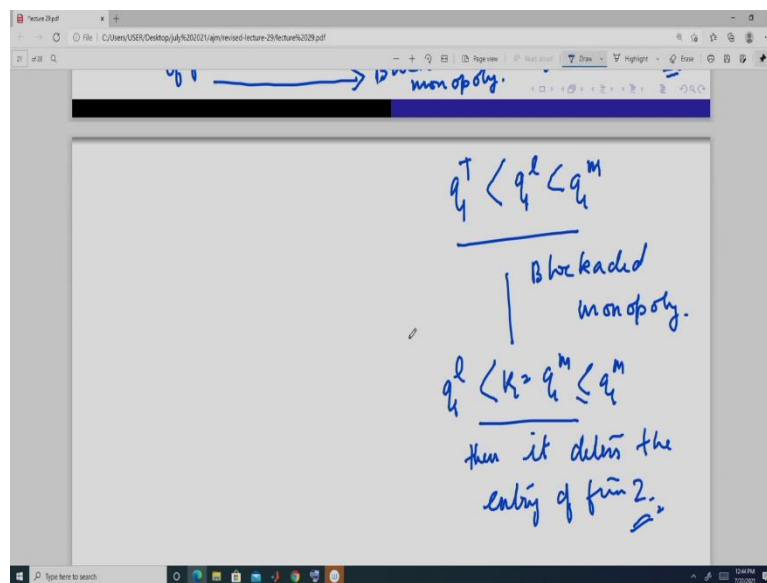 lecture 29.pdf
File | C:/Users/USER/Desktop/july%202021/ajm/revised-lecture-29/lecture%2029.pdf
21 of 28
Page view | Read aloud | Draw Highlight Erase
monopoly.
q₁ᵀ < q₁ˡ < q₁ᵐ
Blockaded
monopoly.
q₁ˡ < K₁ = q₁ᵐ ≤ q₁ᵐ
then it deters the
entry of firm 2.
Type here to search
12:44 PM